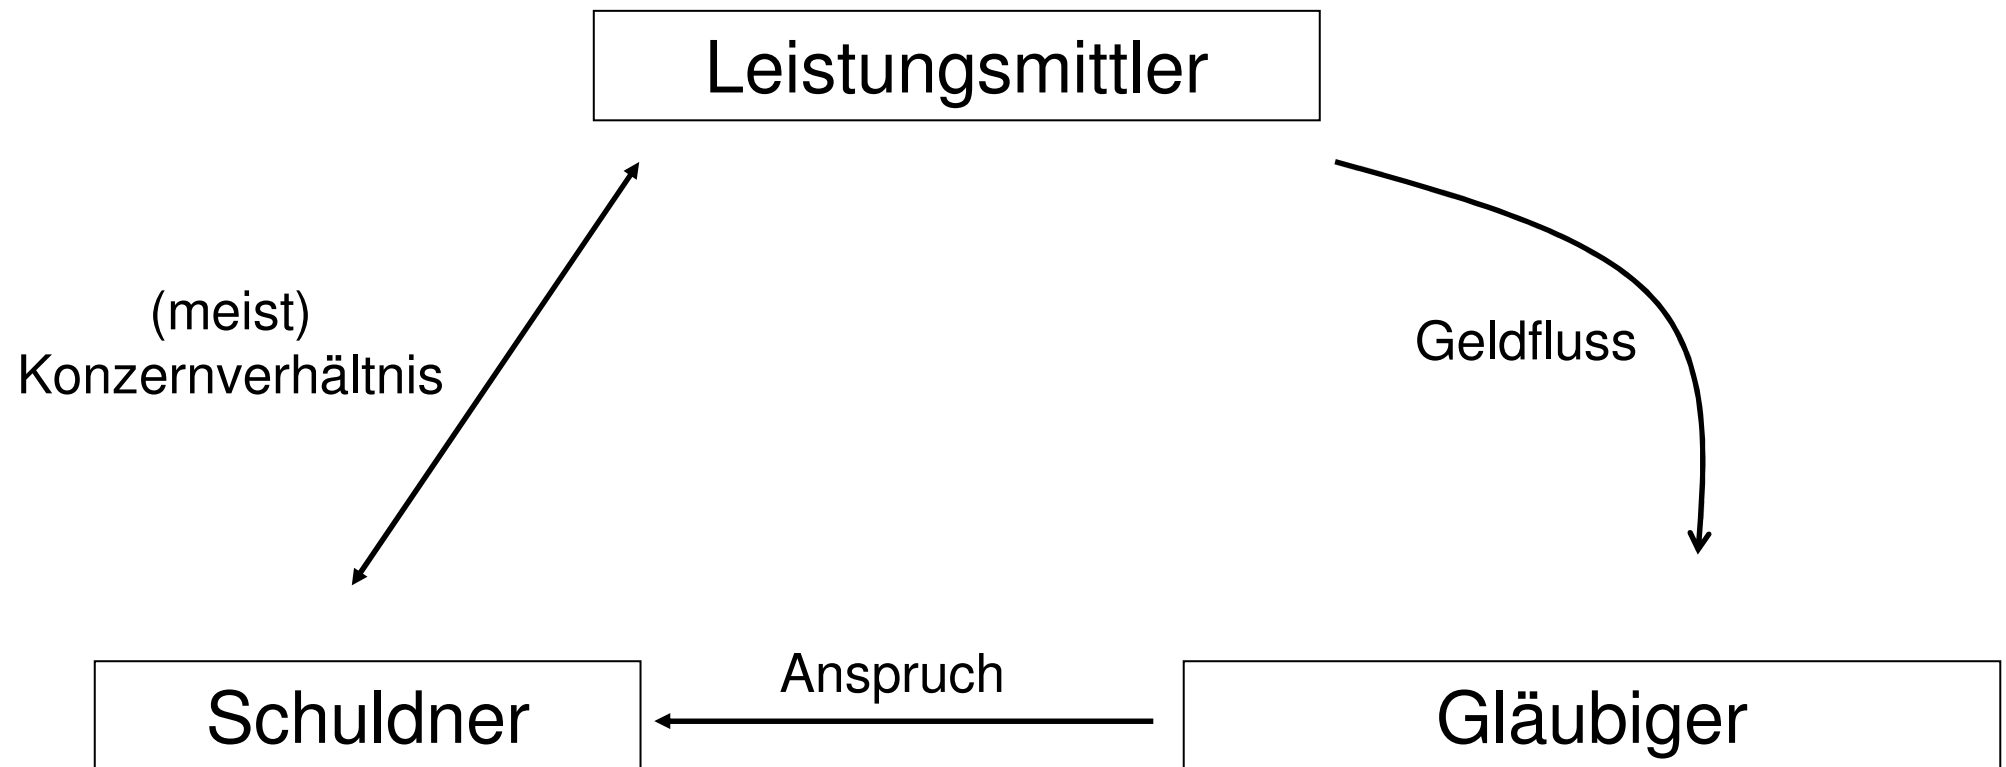 Leistungsmittler
(meist)
Konzernverhältnis
Geldfluss
Anspruch
Schuldner
Gläubiger